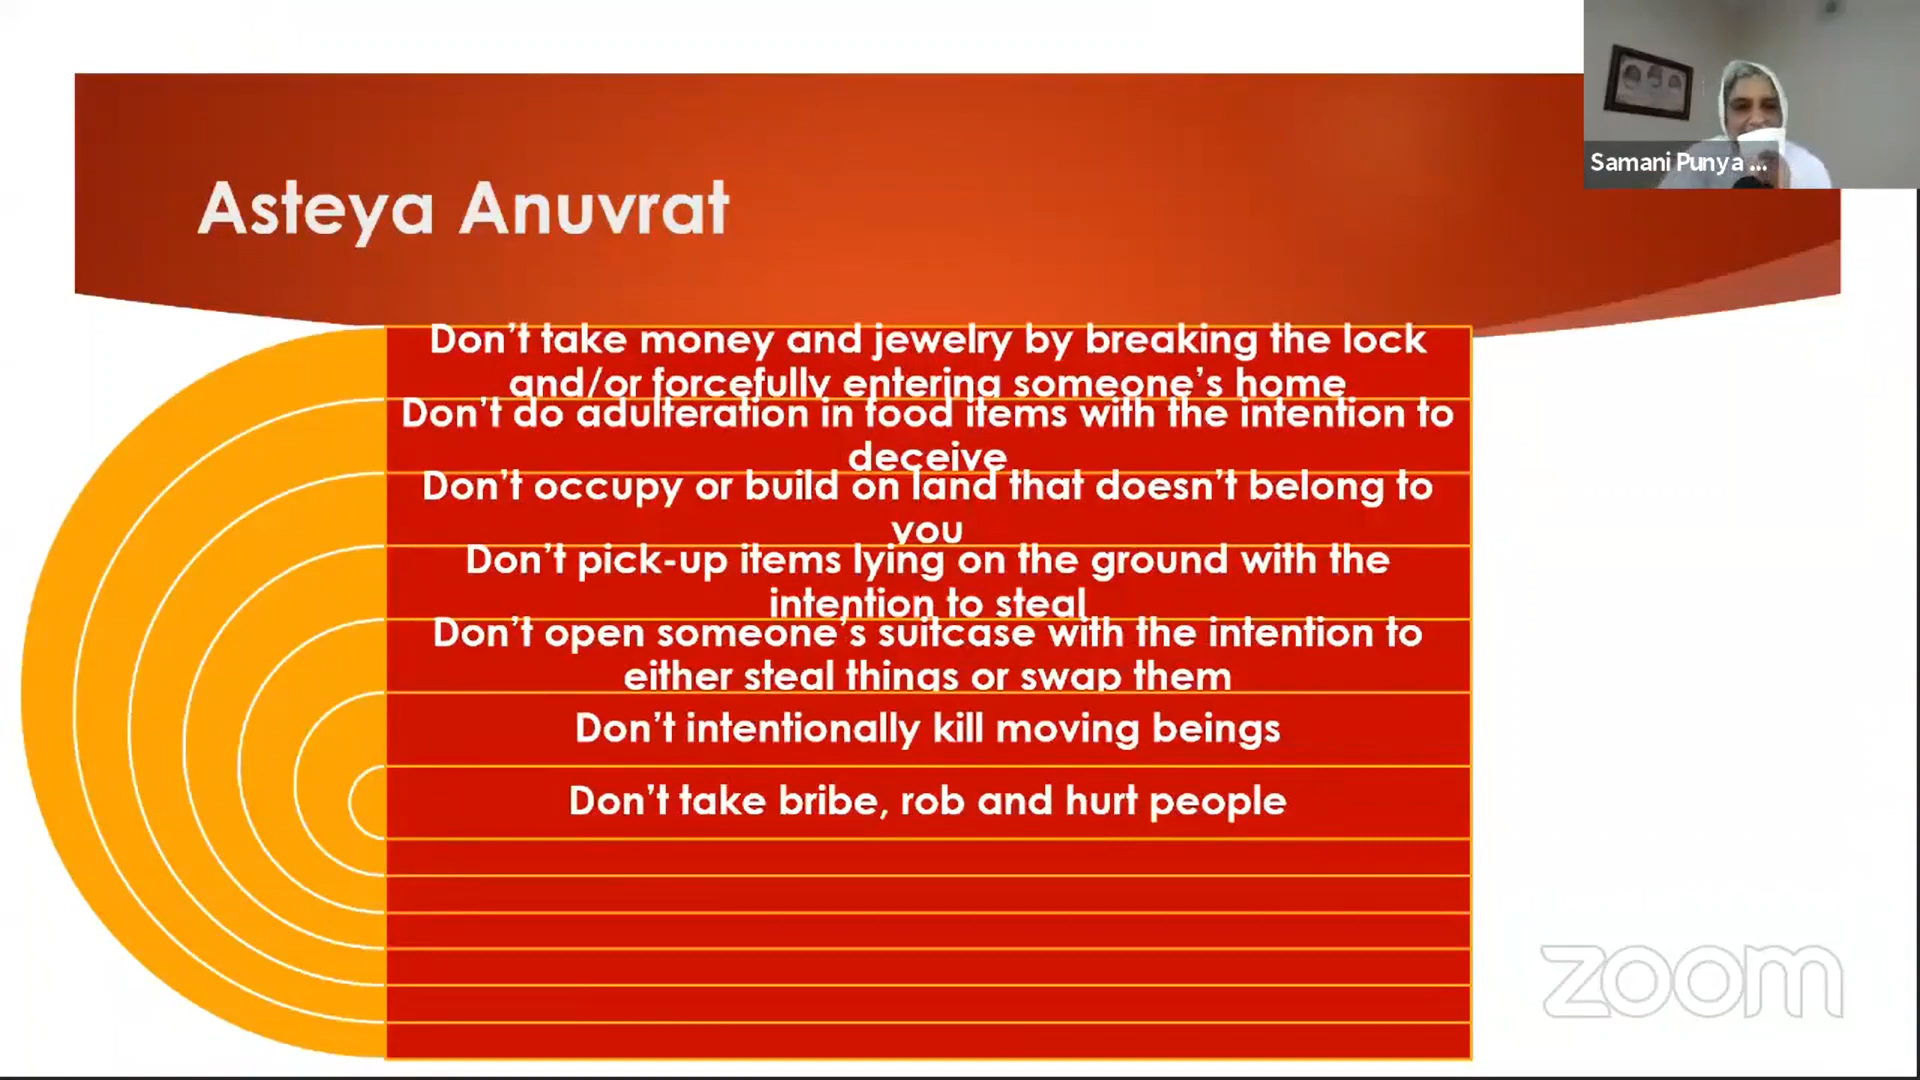 Samani Punya ...
Asteya Anuvrat
Don't take money and jewelry by breaking the lock
and/or forcefully entering someone's home
Don't do adulteration in food items with the intention to
deceive
Don't occupy or build on land that doesn't belong to
you
Don't pick-up items lying on the ground with the
intention to steal
Don't open someone's suitcase with the intention to
either steal things or swap them
Don't intentionally kill moving beings
Don't take bribe, rob and hurt people
zoom